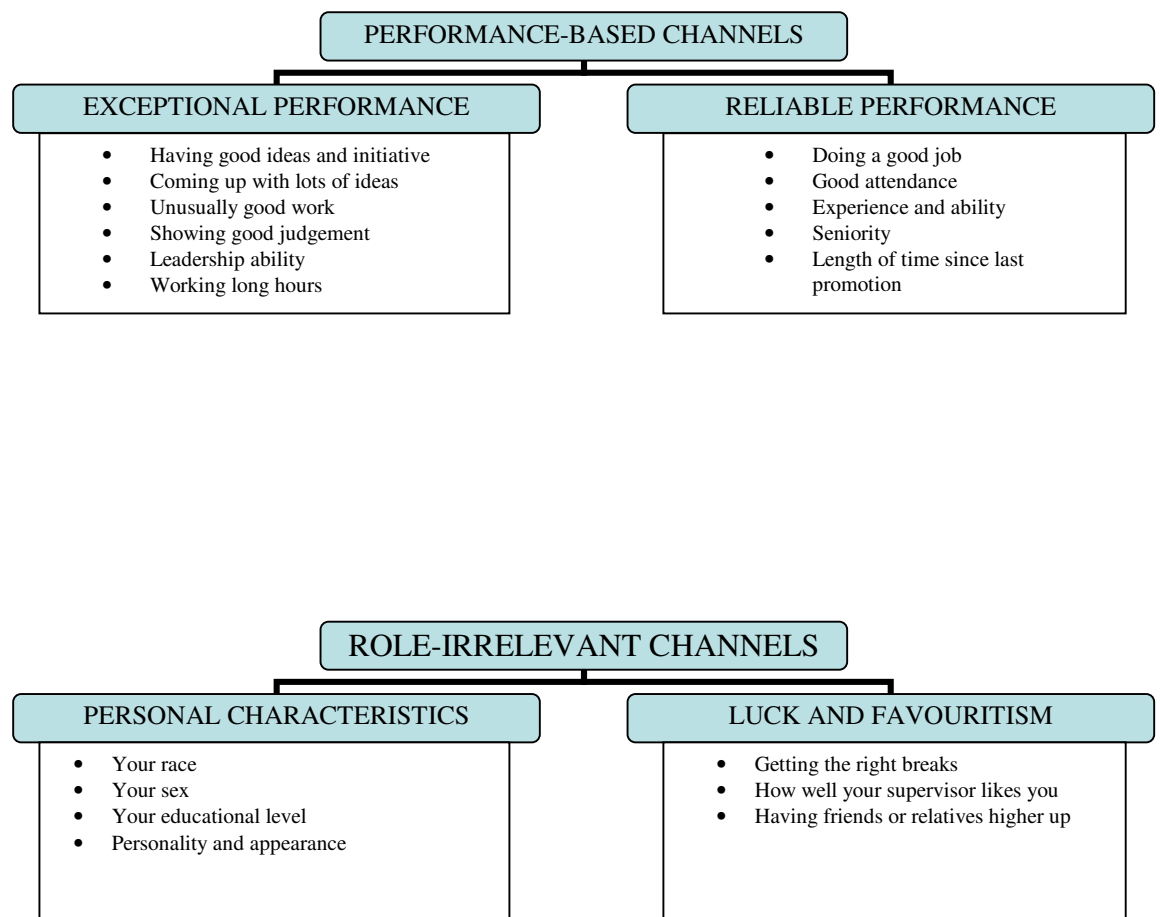 PERFORMANCE-BASED CHANNELS
EXCEPTIONAL PERFORMANCE
• Having good ideas and initiative
• Coming up with lots of ideas
• Unusually good work
• Showing good judgement
• Leadership ability
• Working long hours
RELIABLE PERFORMANCE
• Doing a good job
• Good attendance
• Experience and ability
• Seniority
• Length of time since last
promotion
ROLE-IRRELEVANT CHANNELS
PERSONAL CHARACTERISTICS
• Your race
• Your sex
• Your educational level
• Personality and appearance
LUCK AND FAVOURITISM
• Getting the right breaks
• How well your supervisor likes you
• Having friends or relatives higher up